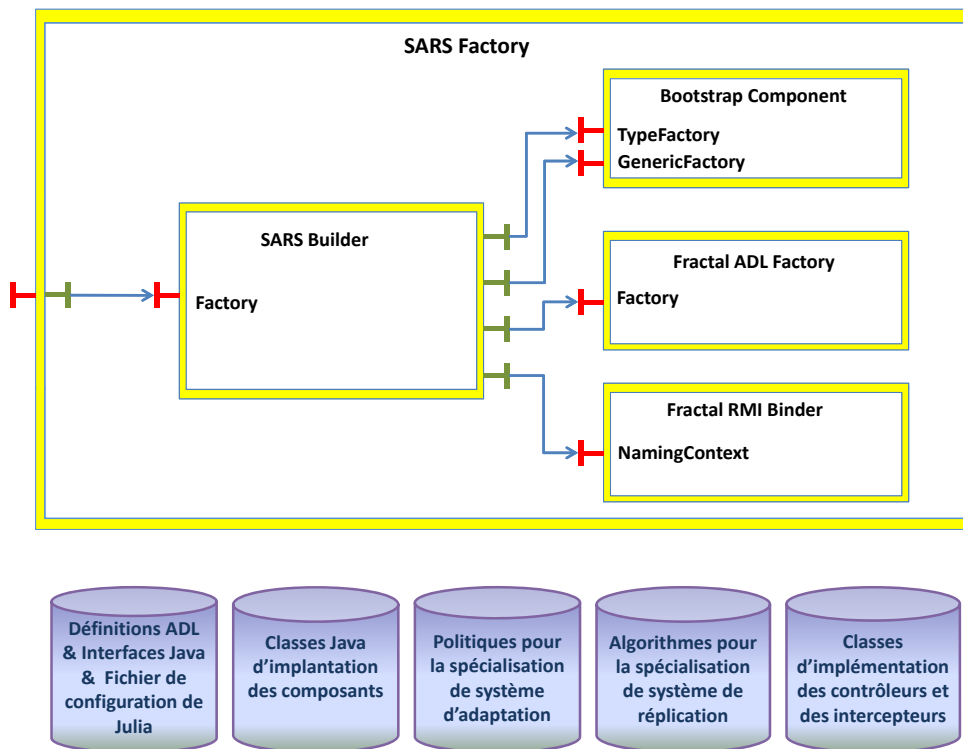 SARS Factory
Bootstrap Component
TypeFactory
GenericFactory
SARS Builder
Factory
Fractal ADL Factory
Factory
Fractal RMI Binder
NamingContext
Définitions ADL
& Interfaces Java
& Fichier de
configuration de
Julia
Classes Java
d’implantation
des composants
Politiques pour
la spécialisation
de système
d’adaptation
Algorithmes pour
la spécialisation
de système de
réplication
Classes
d’implémentation
des contrôleurs et
des intercepteurs